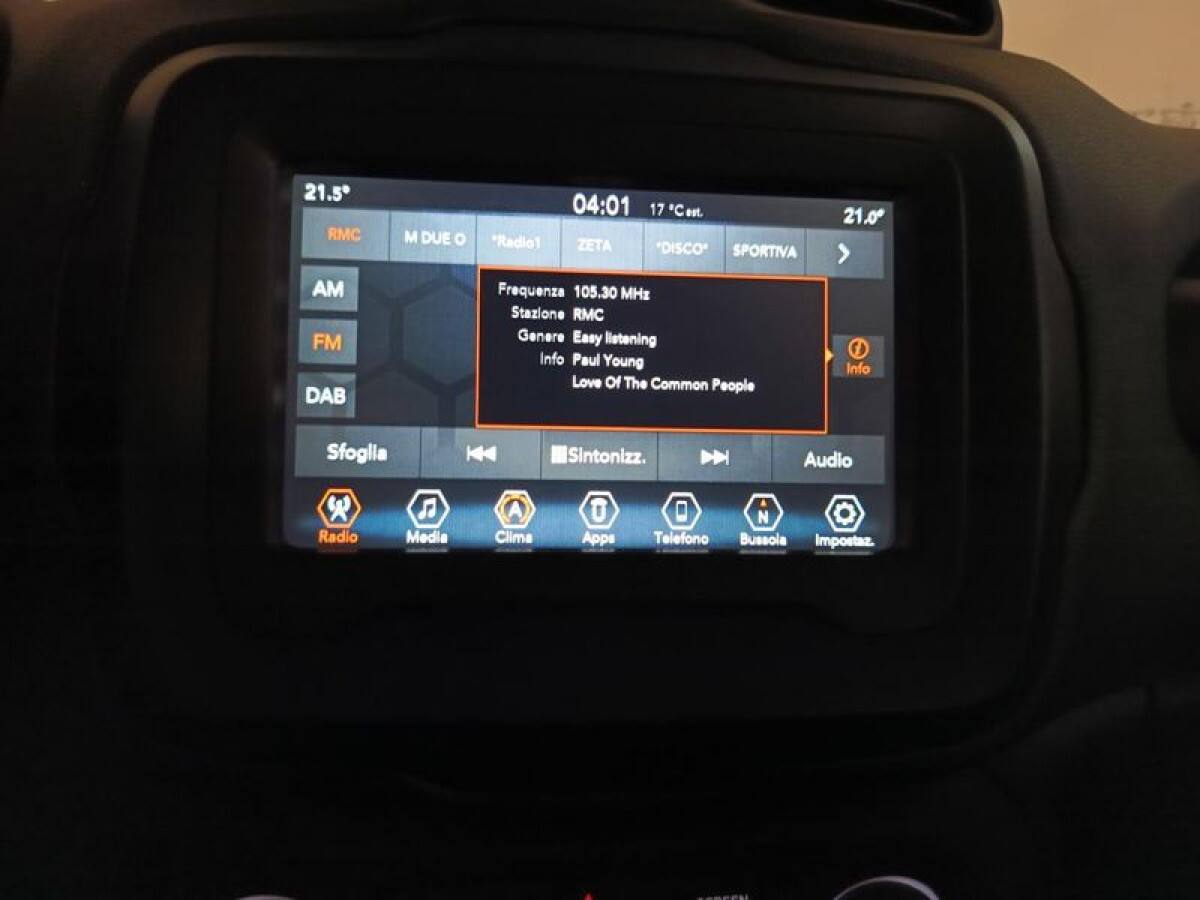 21.5° 04:01 17 °C est. 21.0°
RMC M DUE O *Radio1 ZETA *DISCO* SPORTIVA
AM
FM
DAB
Frequenza 105.30 MHz
Stazione RMC
Genere Easy listening
Info Paul Young
Love Of The Common People
Info
Sfoglia Sintonizz. Audio
Radio Media Clima Apps Telefono Bussola Impostaz.
SCREEN